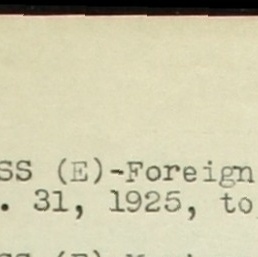 SS (E)-Foreign
. 31, 1925, to